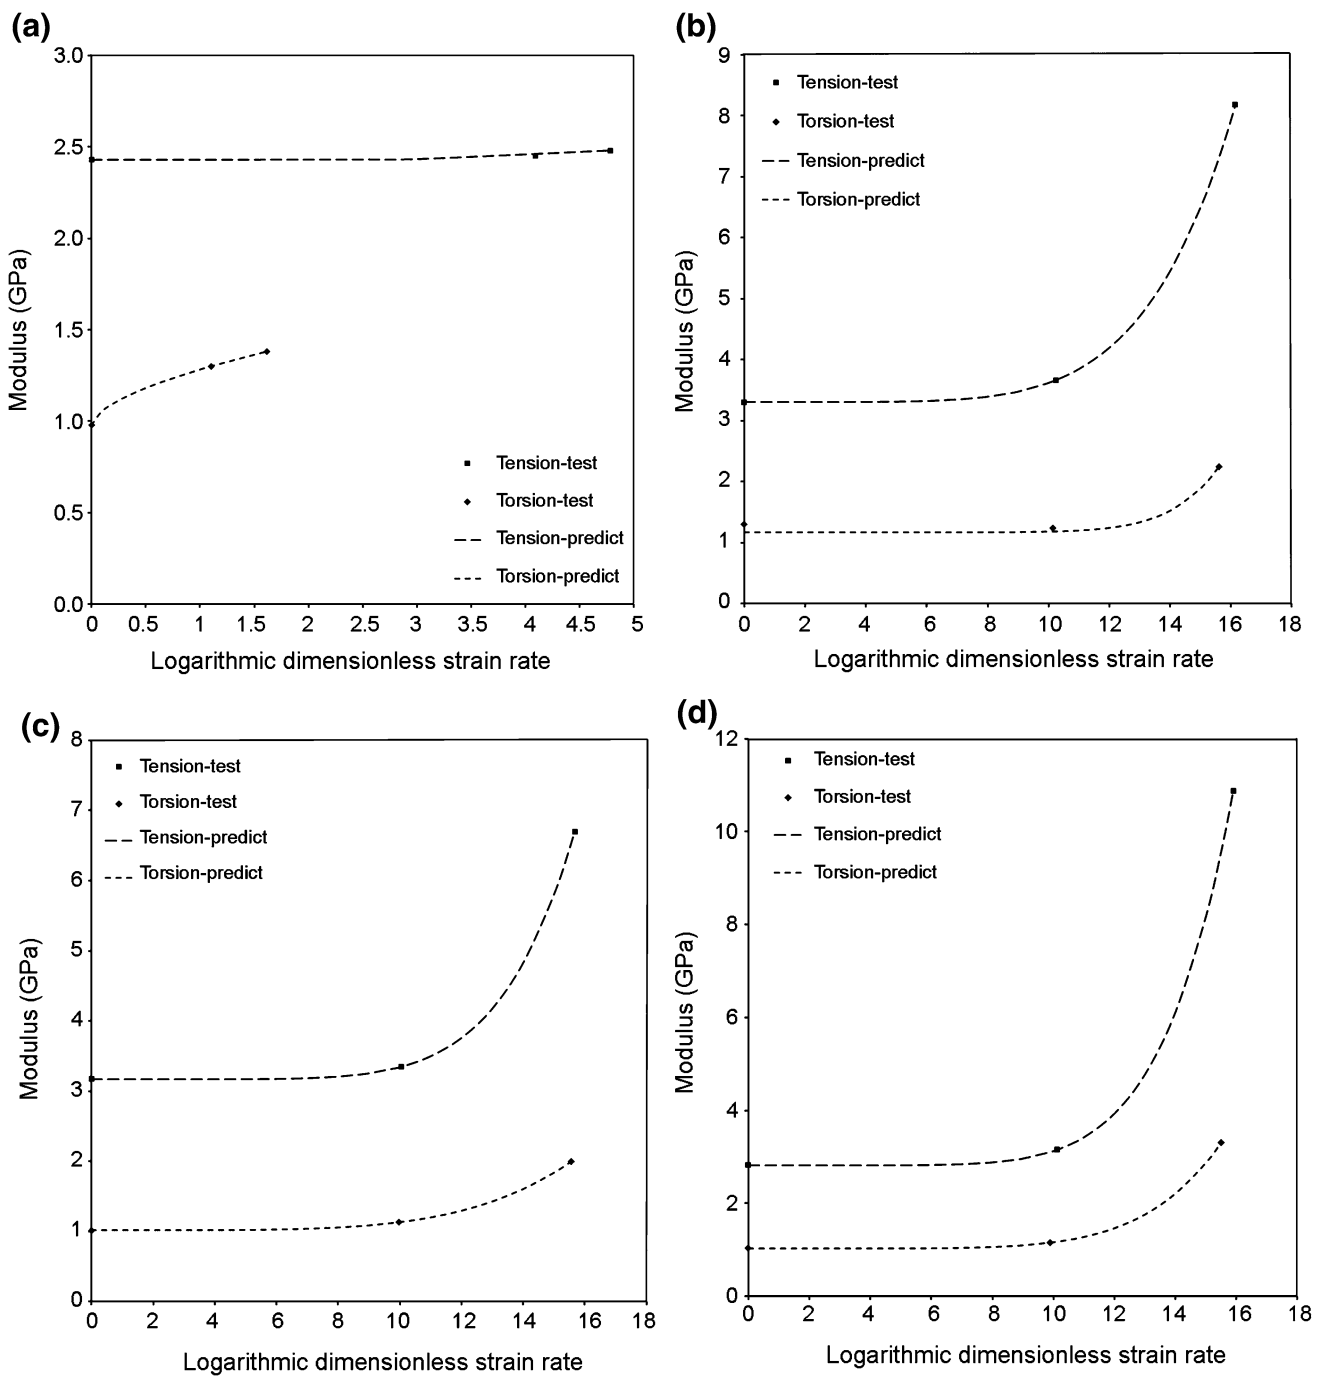 (a)
3.0
2.5
2.0
1.5
1.0
0.5
0.0
Modulus (GPa)
Tension-test
Torsion-test
Tension-predict
Torsion-predict
0 0.5 1 1.5 2 2.5 3 3.5 4 4.5 5
Logarithmic dimensionless strain rate
(b)
9
8
7
6
5
4
3
2
1
0
Modulus (GPa)
Tension-test
Torsion-test
Tension-predict
Torsion-predict
0 2 4 6 8 10 12 14 16 18
Logarithmic dimensionless strain rate
(c)
8
7
6
5
4
3
2
1
0
Modulus (GPa)
Tension-test
Torsion-test
Tension-predict
Torsion-predict
0 2 4 6 8 10 12 14 16 18
Logarithmic dimensionless strain rate
(d)
12
10
8
6
4
2
0
Modulus (GPa)
Tension-test
Torsion-test
Tension-predict
Torsion-predict
0 2 4 6 8 10 12 14 16 18
Logarithmic dimensionless strain rate